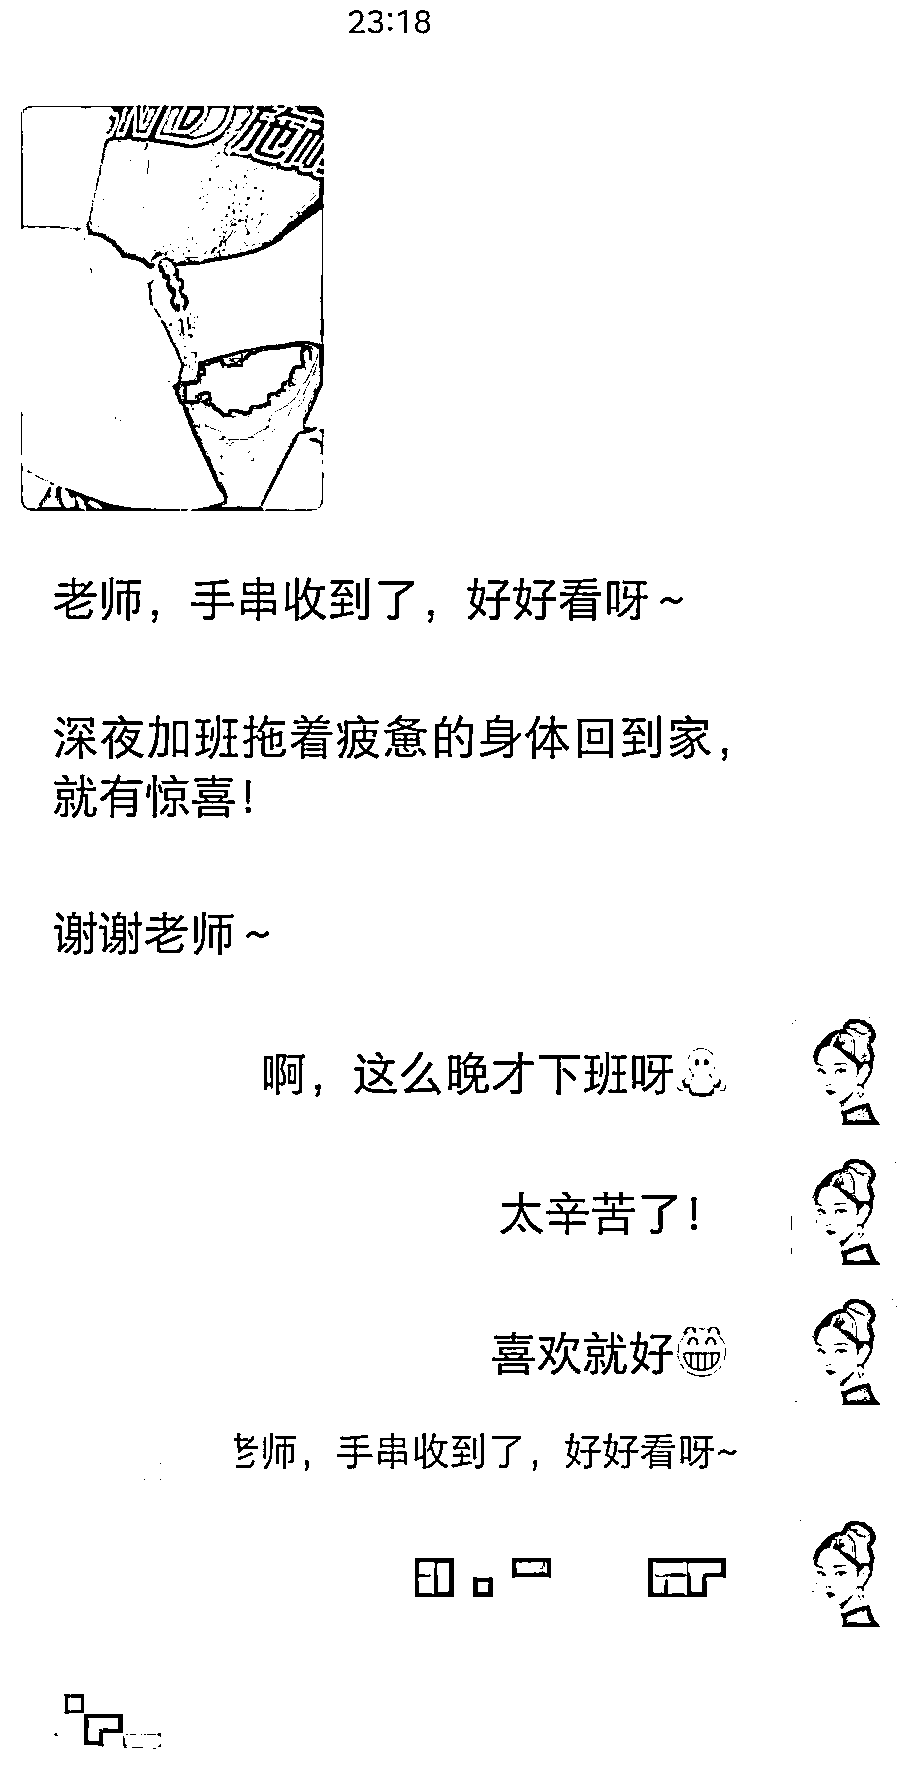 23:18
ND
老师，手串收到了，好好看呀~
深夜加班拖着疲惫的身体回到家，
就有惊喜！
谢谢老师~
啊，这么晚才下班呀
太辛苦了！
喜欢就好
老师，手串收到了，好好看呀~